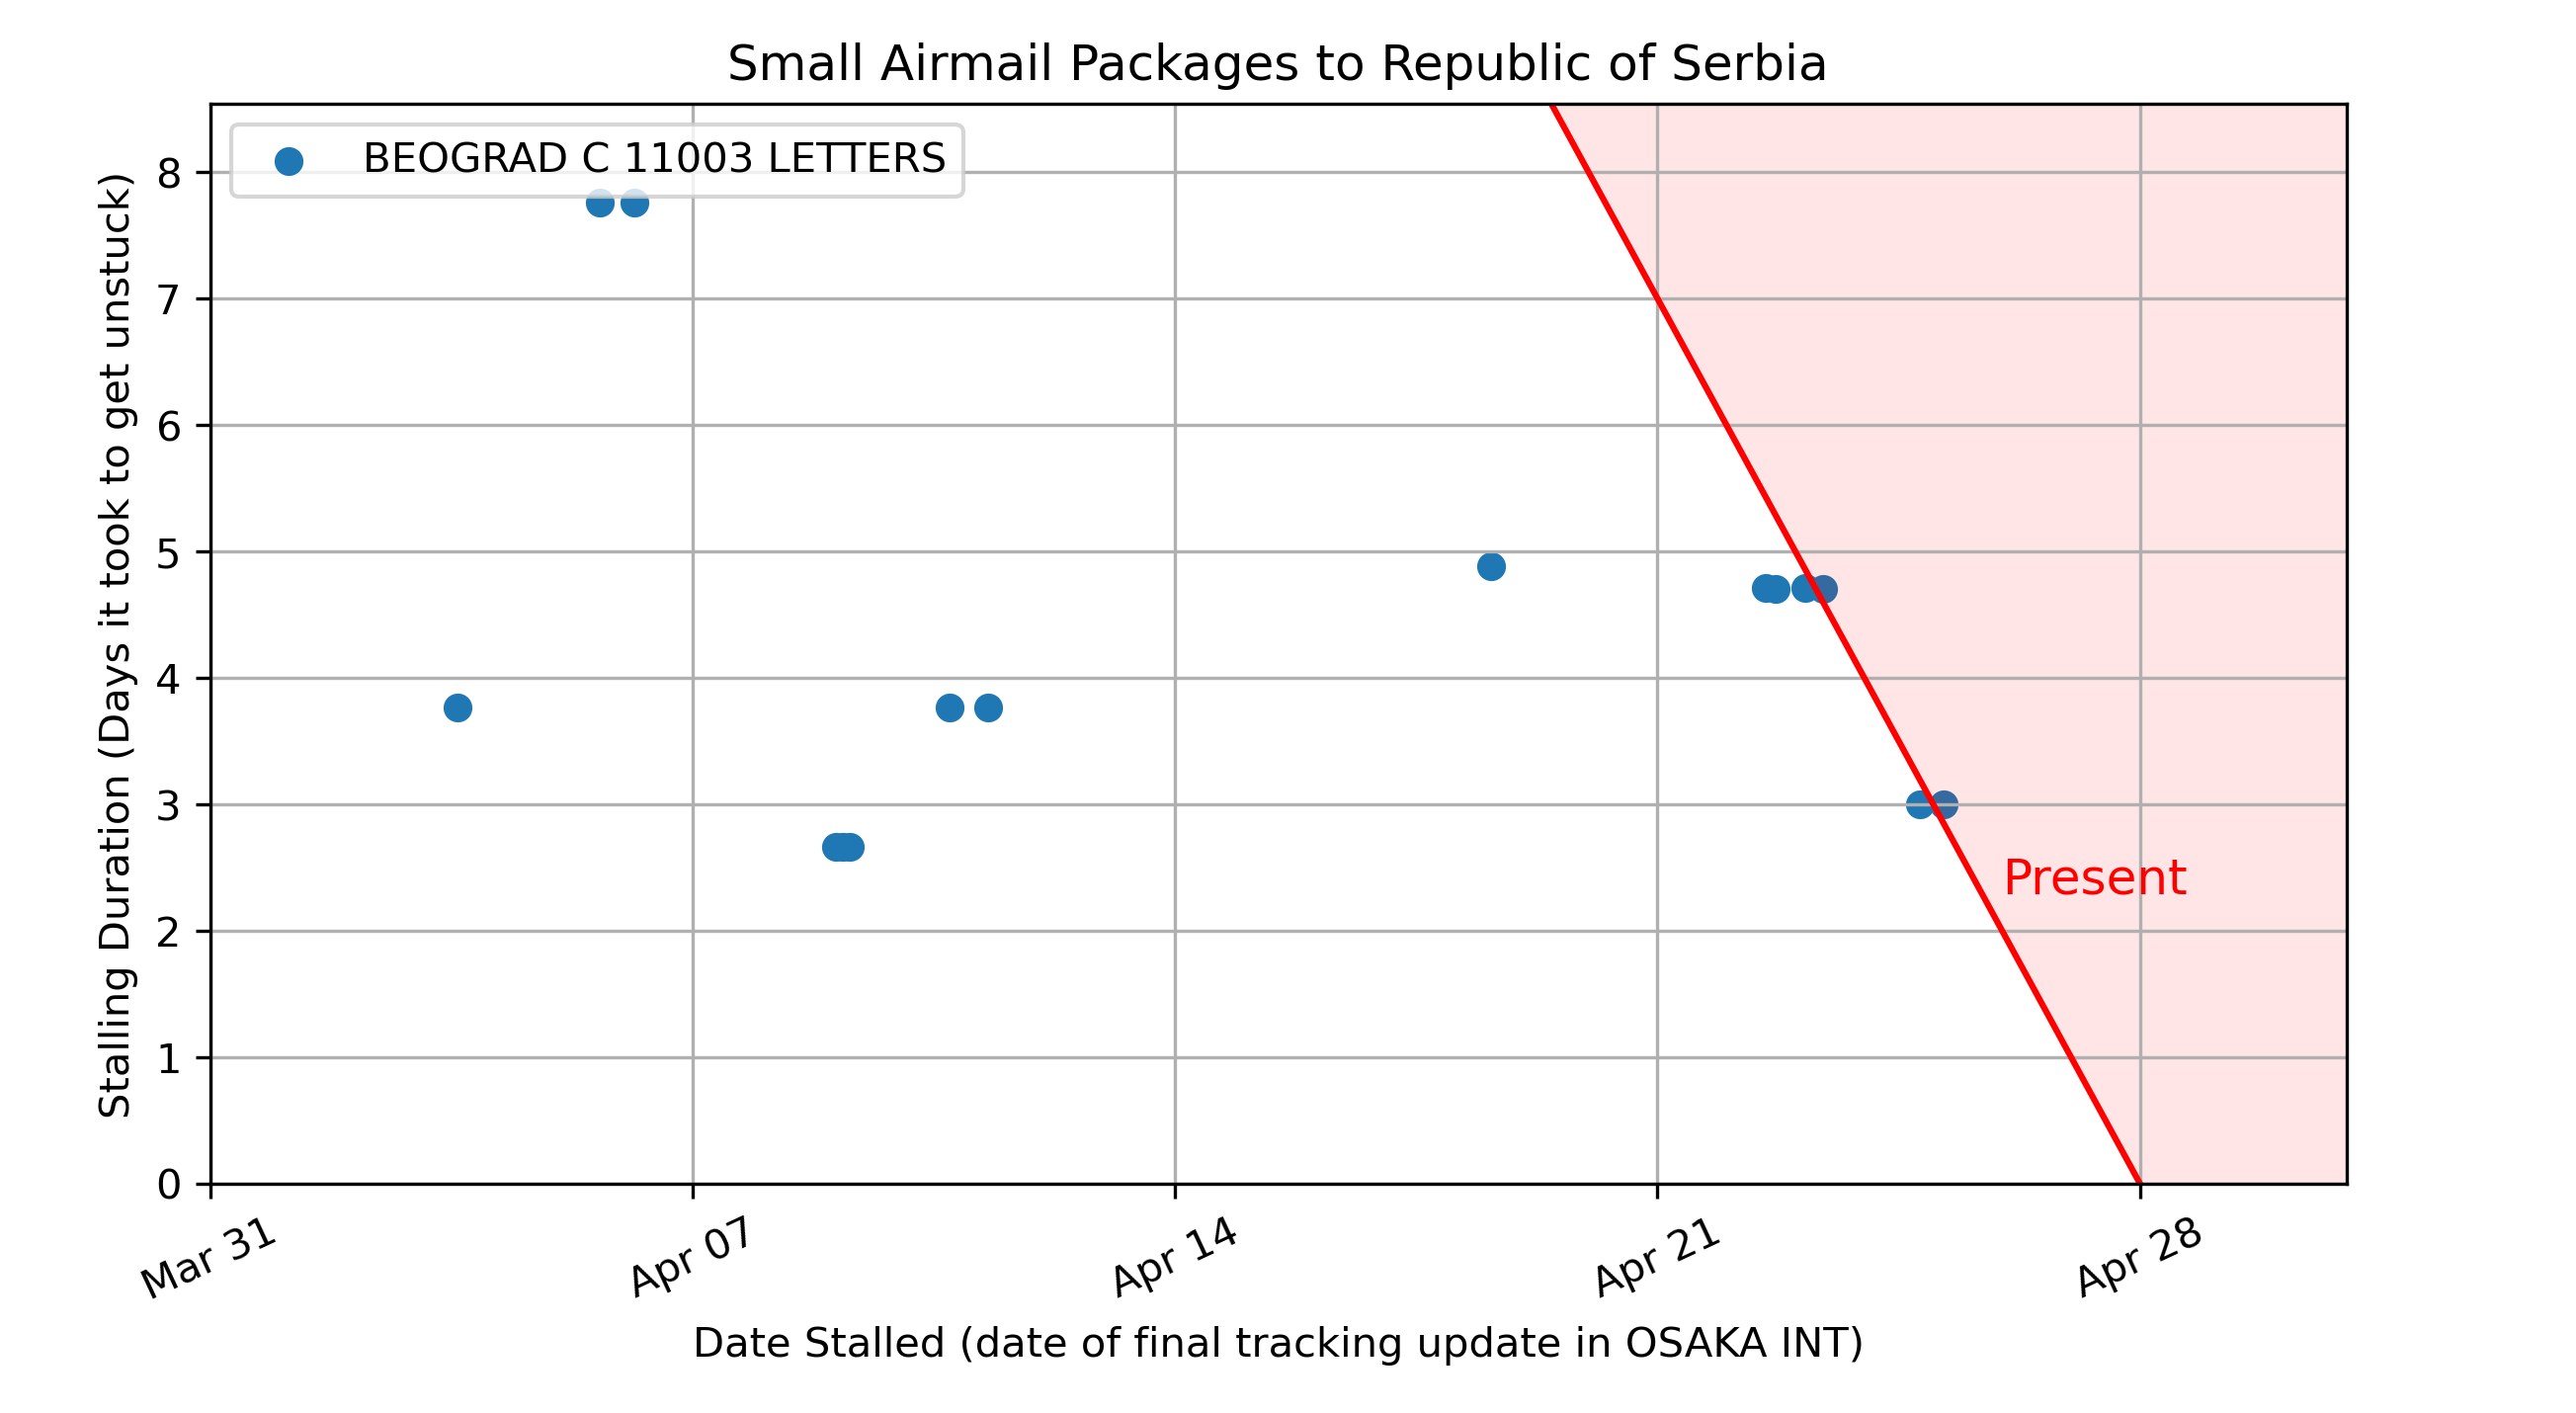 Small Airmail Packages to Republic of Serbia
BEOGRAD C 11003 LETTERS
Stalling Duration (Days it took to get unstuck)
8
7
6
5
4
3
2
1
0
Present
Mar 31
Apr 07
Apr 14
Apr 21
Apr 28
Date Stalled (date of final tracking update in OSAKA INT)